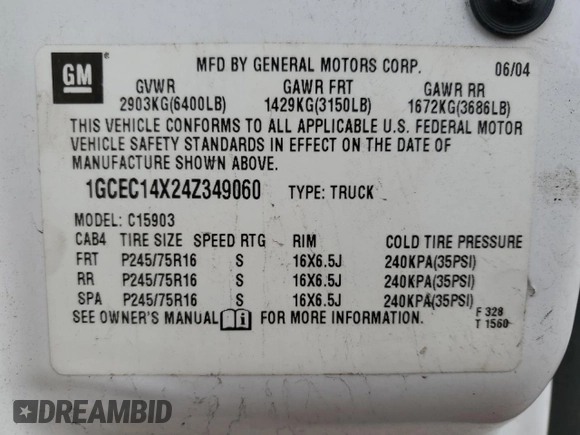 GM
MFD BY GENERAL MOTORS CORP. 06/04
GVWR GAWR FRT GAWR RR
2903KG(6400LB) 1429KG(3150LB) 1672KG(3686LB)
THIS VEHICLE CONFORMS TO ALL APPLICABLE U.S. FEDERAL MOTOR
VEHICLE SAFETY STANDARDS IN EFFECT ON THE DATE OF
MANUFACTURE SHOWN ABOVE.
1GCEC14X24Z349060 TYPE: TRUCK
MODEL: C15903
CAB4 TIRE SIZE SPEED RTG RIM COLD TIRE PRESSURE
FRT P245/75R16 S 16X6.5J 240KPA(35PSI)
RR P245/75R16 S 16X6.5J 240KPA(35PSI)
SPA P245/75R16 S 16X6.5J 240KPA(35PSI)
SEE OWNER'S MANUAL i FOR MORE INFORMATION.
F 328
T 1560
DREAMBID